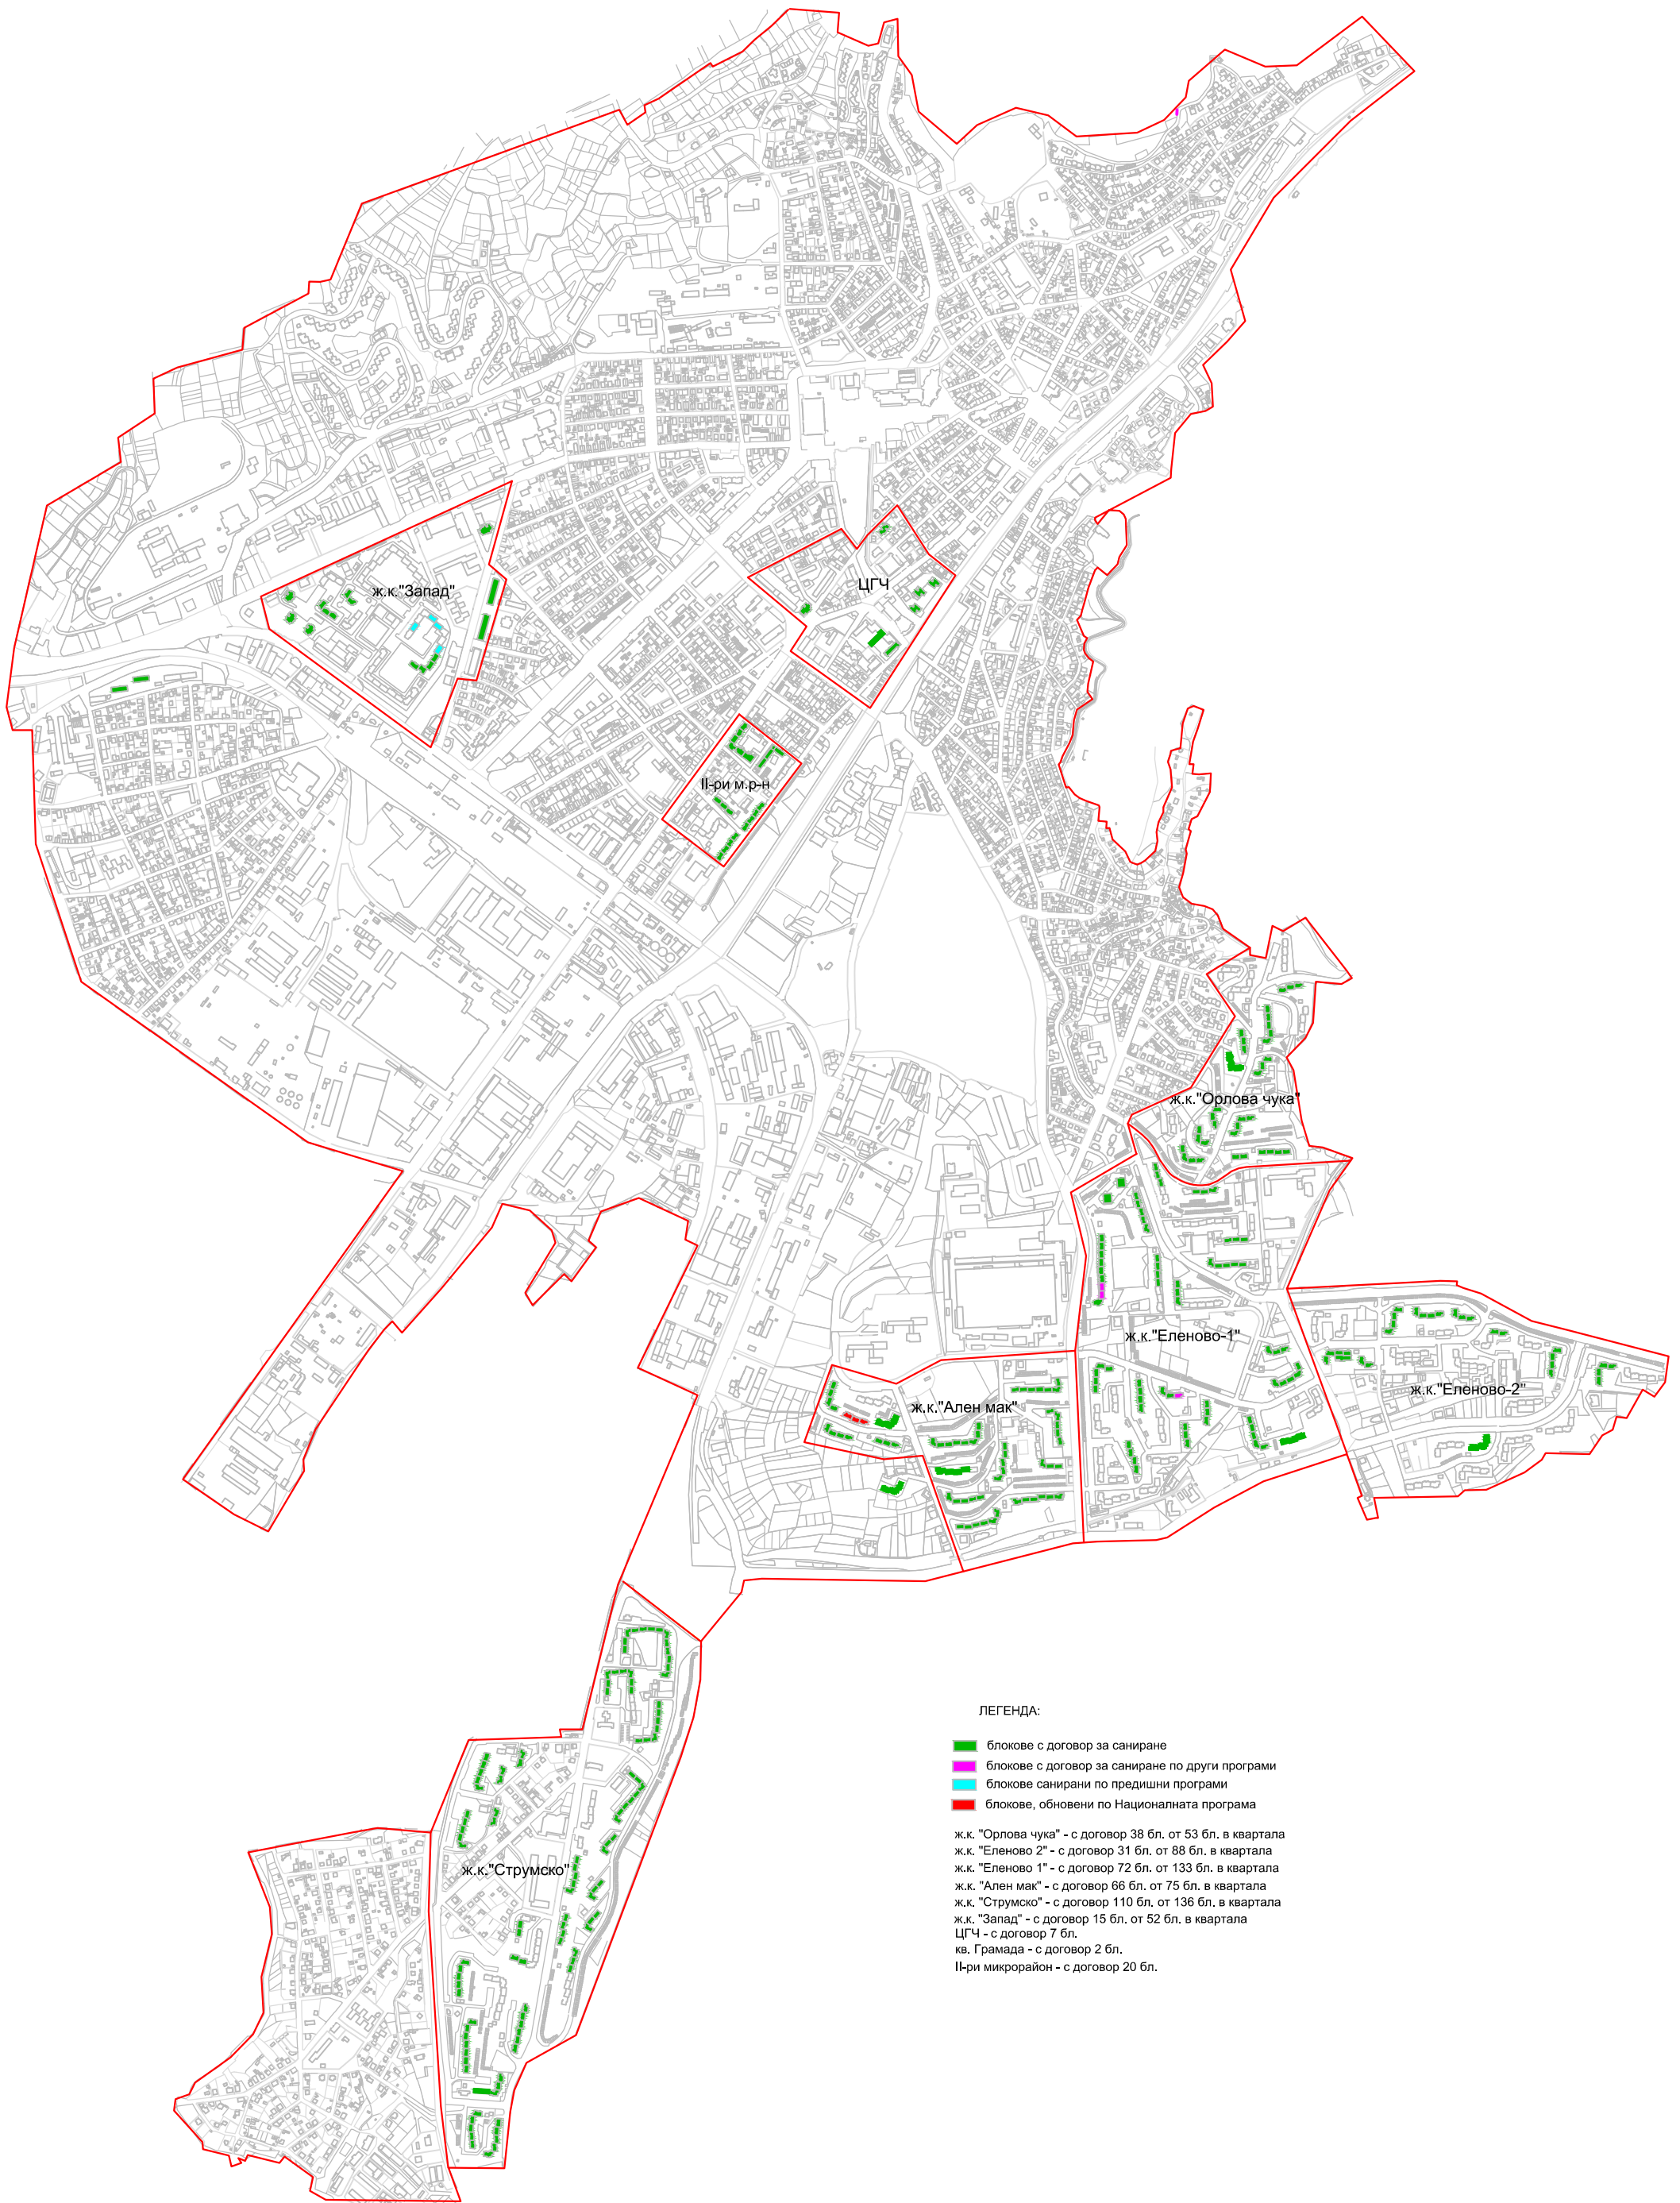 ж.к."Запад"
ЦГЧ
II-ри м.р-н
ж.к."Орлова чука"
ж.к."Еленово-1"
ж.к."Еленово-2"
ж.к."Ален мак"
ж.к."Струмско"
ЛЕГЕНДА:
блокове с договор за саниране
блокове с договор за саниране по други програми
блокове санирани по предишни програми
блокове, обновени по Националната програма
ж.к. "Орлова чука" - с договор 38 бл. от 53 бл. в квартала
ж.к. "Еленово 2" - с договор 31 бл. от 88 бл. в квартала
ж.к. "Еленово 1" - с договор 72 бл. от 133 бл. в квартала
ж.к. "Ален мак" - с договор 66 бл. от 75 бл. в квартала
ж.к. "Струмско" - с договор 110 бл. от 136 бл. в квартала
ж.к. "Запад" - с договор 15 бл. от 52 бл. в квартала
ЦГЧ - с договор 7 бл.
кв. Грамада - с договор 2 бл.
II-ри микрорайон - с договор 20 бл.